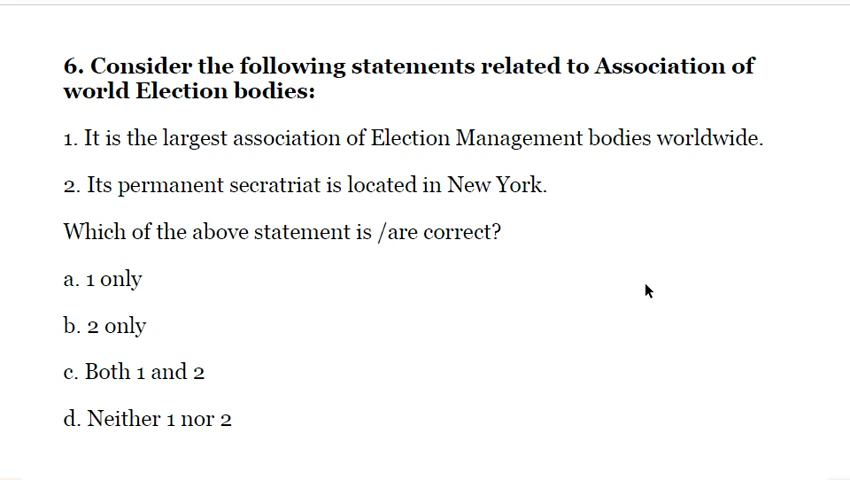 6. Consider the following statements related to Association of
world Election bodies:
1. It is the largest association of Election Management bodies worldwide.
2. Its permanent secratriat is located in New York.
Which of the above statement is /are correct?
a. 1 only
b. 2 only
c. Both 1 and 2
d. Neither 1 nor 2